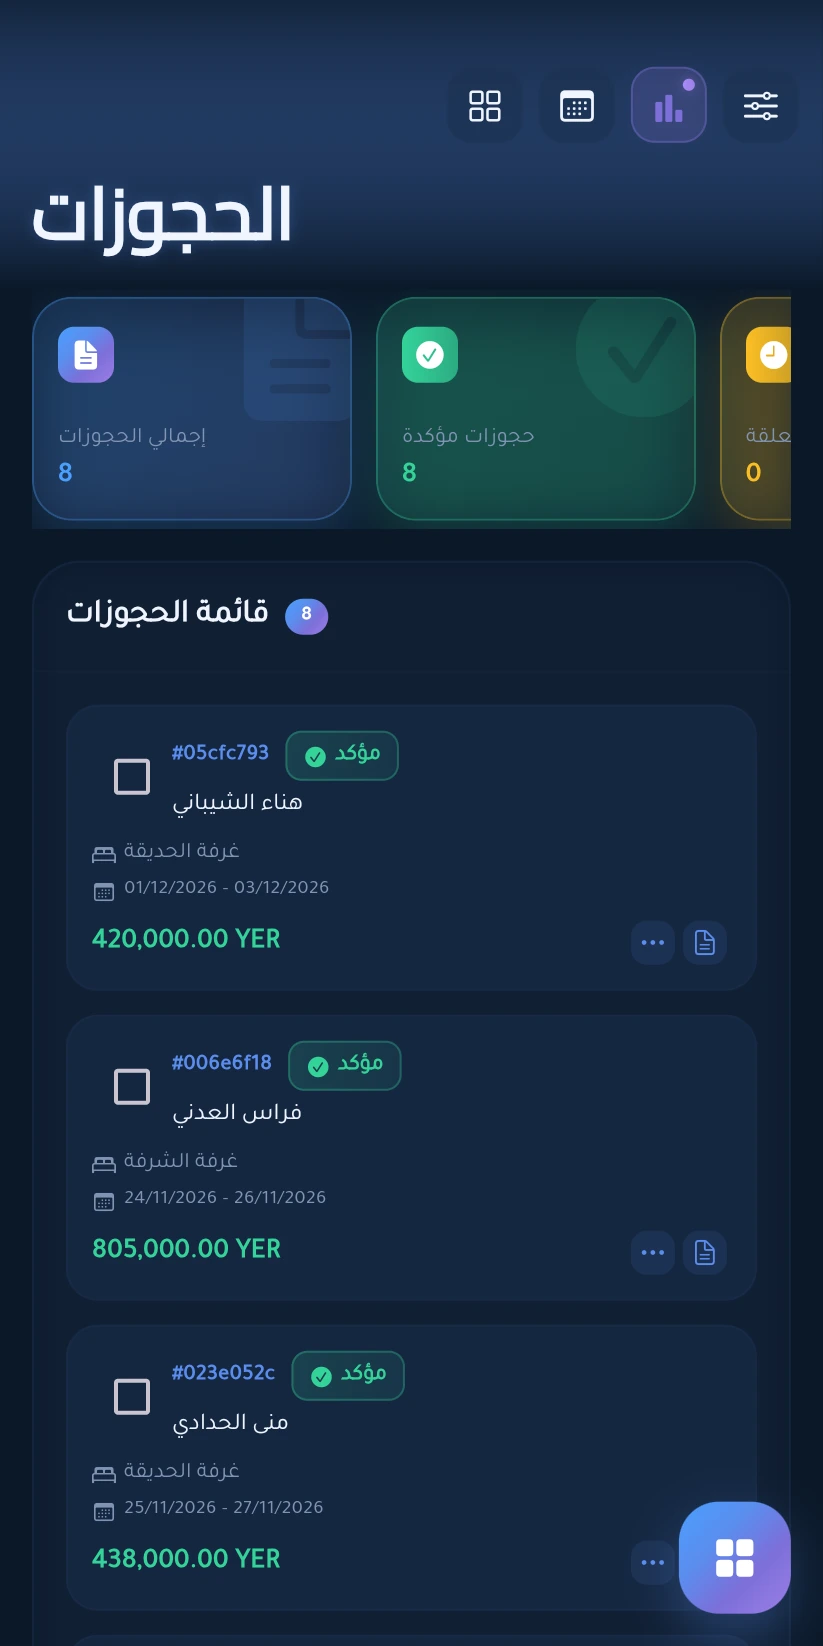 الحجوزات
إجمالي الحجوزات
8
حجوزات مؤكدة
8
علقة
0
قائمة الحجوزات 8
#05cfc793 مؤكد
هناء الشيباني
غرفة الحديقة
01/12/2026 - 03/12/2026
420,000.00 YER
#006e6f18 مؤكد
فراس العدني
غرفة الشرفة
24/11/2026 - 26/11/2026
805,000.00 YER
#023e052c مؤكد
منى الحدادي
غرفة الحديقة
25/11/2026 - 27/11/2026
438,000.00 YER